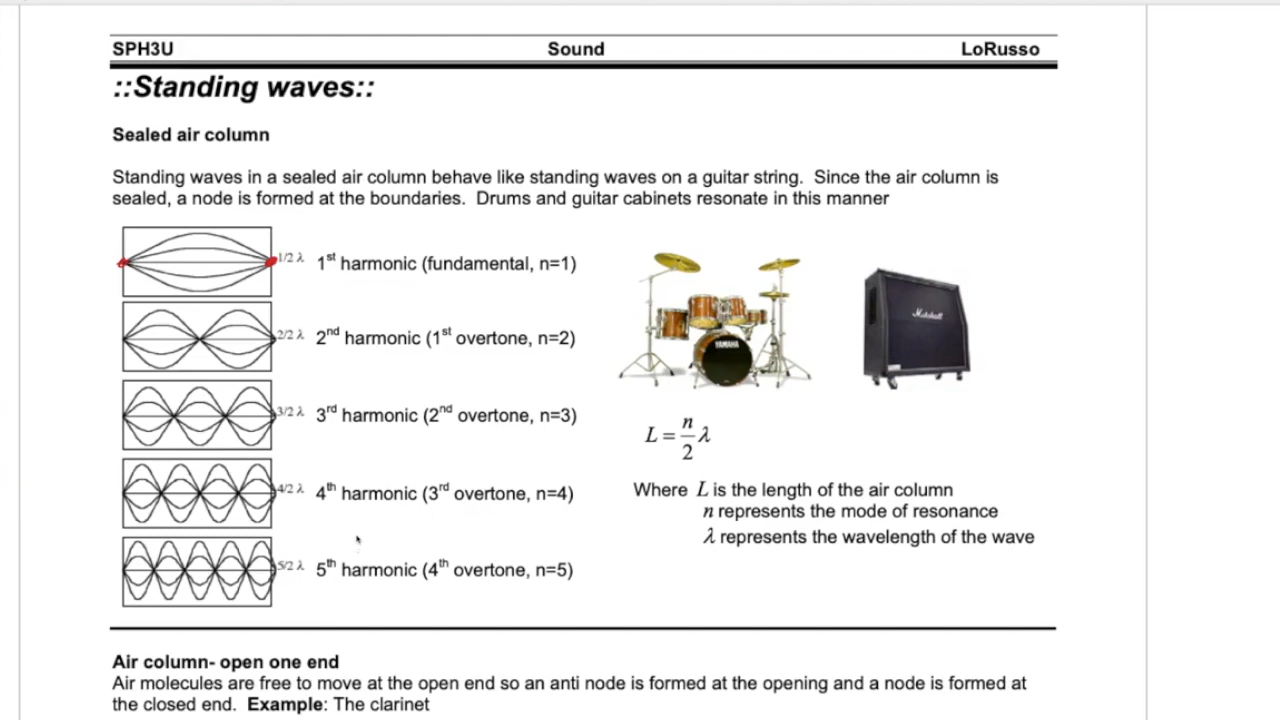 SPH3U Sound LoRusso
::Standing waves::
Sealed air column
Standing waves in a sealed air column behave like standing waves on a guitar string. Since the air column is
sealed, a node is formed at the boundaries. Drums and guitar cabinets resonate in this manner
1/2 λ 1st harmonic (fundamental, n=1)
2/2 λ 2nd harmonic (1st overtone, n=2)
3/2 λ 3rd harmonic (2nd overtone, n=3)
4/2 λ 4th harmonic (3rd overtone, n=4)
5/2 λ 5th harmonic (4th overtone, n=5)
YAMAHA
Marshall
L = n/2 λ
Where L is the length of the air column
n represents the mode of resonance
λ represents the wavelength of the wave
Air column- open one end
Air molecules are free to move at the open end so an anti node is formed at the opening and a node is formed at
the closed end. Example: The clarinet